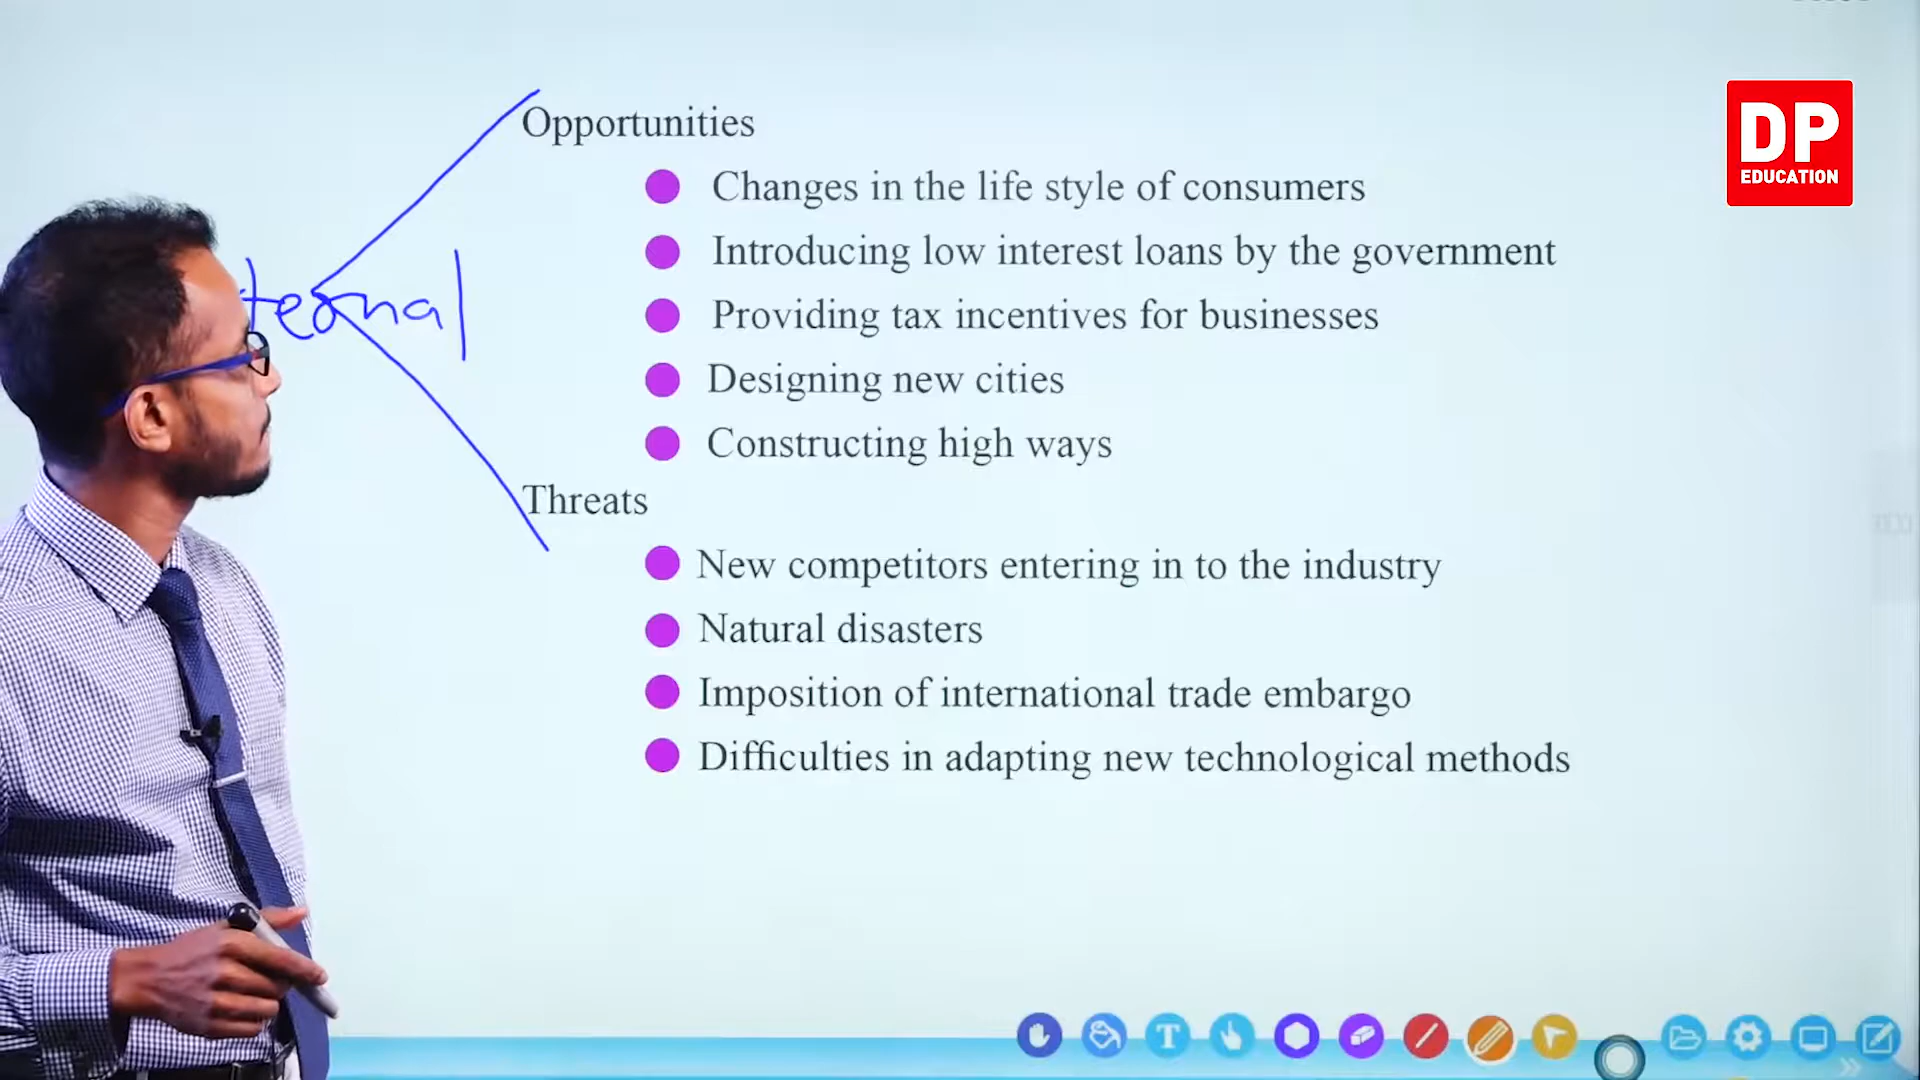 DP
EDUCATION
Opportunities
Changes in the life style of consumers
Introducing low interest loans by the government
Providing tax incentives for businesses
Designing new cities
Constructing high ways
Threats
New competitors entering in to the industry
Natural disasters
Imposition of international trade embargo
Difficulties in adapting new technological methods
T